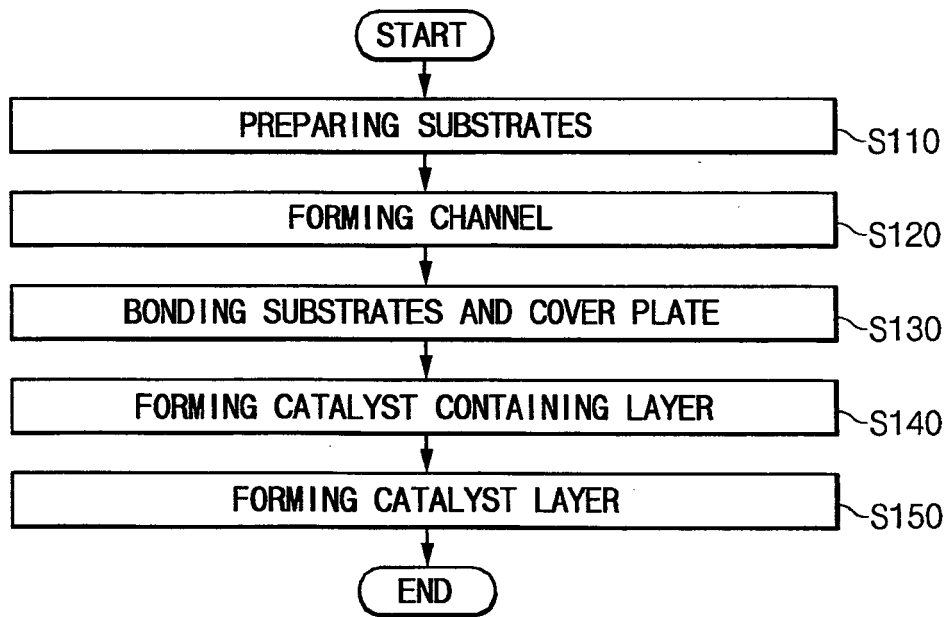 START
PREPARING SUBSTRATES
S110
FORMING CHANNEL
S120
BONDING SUBSTRATES AND COVER PLATE
S130
FORMING CATALYST CONTAINING LAYER
S140
FORMING CATALYST LAYER
S150
END